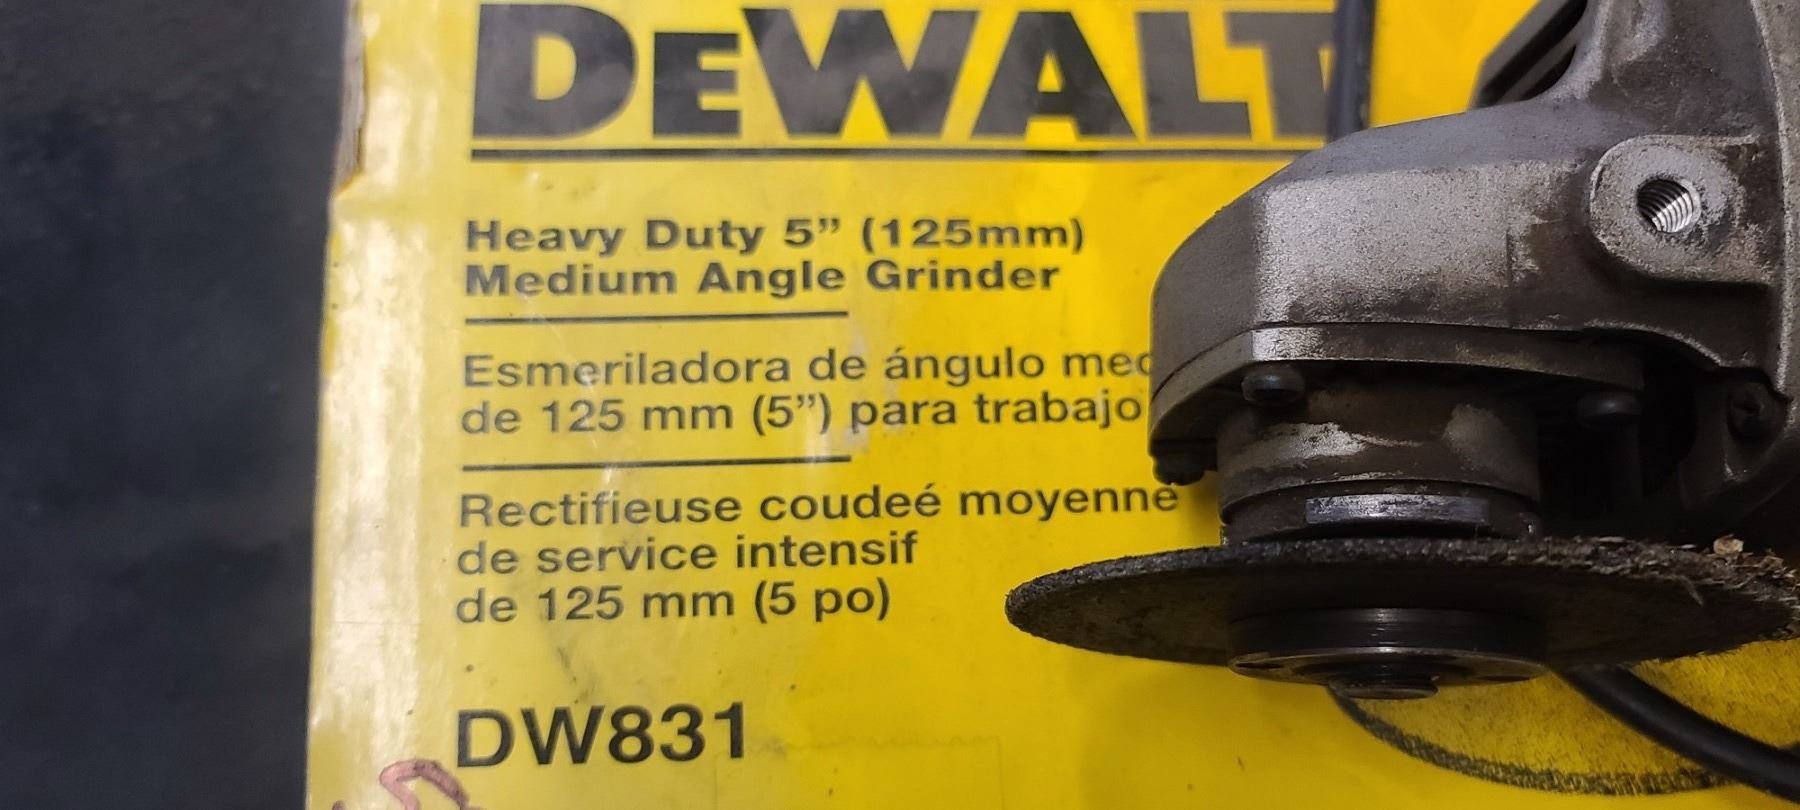 DEWALT
Heavy Duty 5” (125mm)
Medium Angle Grinder
Esmeriladora de ángulo
de 125 mm (5”) para trabajo
Rectifieuse coudeé moyenne
de service intensif
de 125 mm (5 po)
DW831